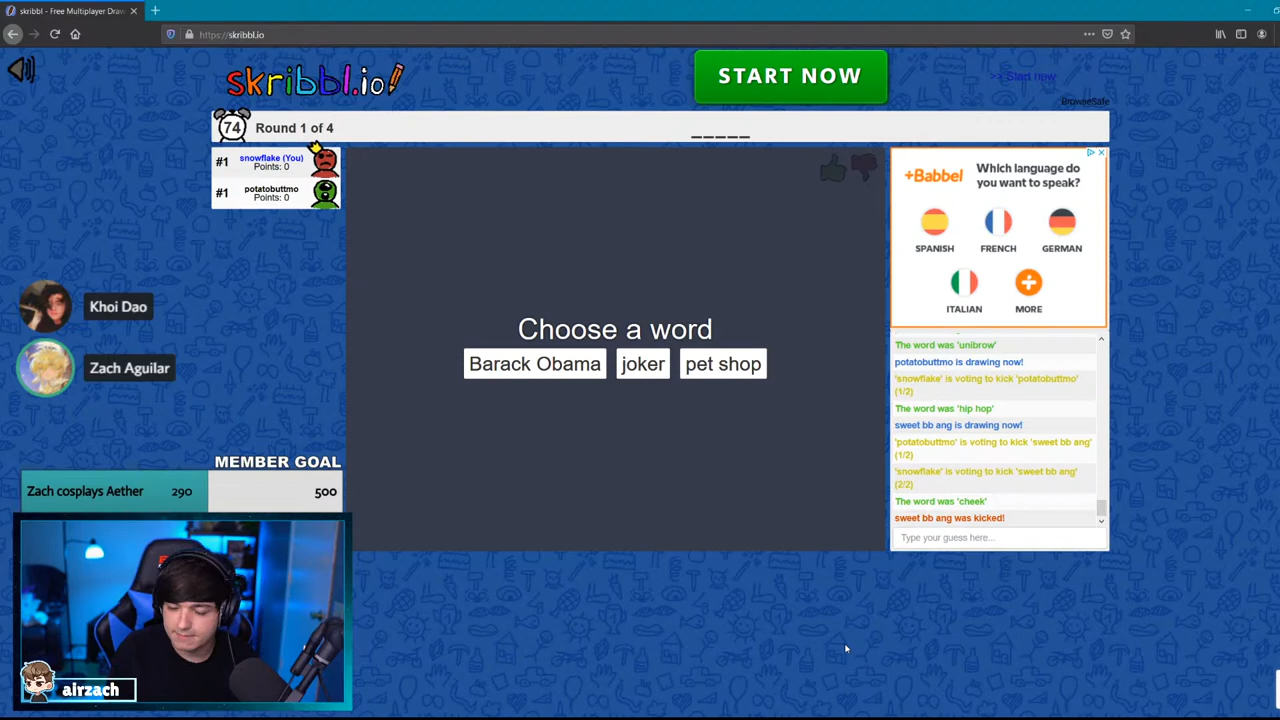 skribbl - Free Multiplayer Draw
https://skribbl.io
skribbl.io
START NOW
>> Start now
BrowseSafe
74
Round 1 of 4
_____
#1
snowflake (You)
Points: 0
#1
potatobuttmo
Points: 0
+Babbel
Which language do
you want to speak?
SPANISH
FRENCH
GERMAN
ITALIAN
MORE
Khoi Dao
Zach Aguilar
Choose a word
Barack Obama
joker
pet shop
The word was 'unibrow'
potatobuttmo is drawing now!
'snowflake' is voting to kick 'potatobuttmo'
(1/2)
The word was 'hip hop'
sweet bb ang is drawing now!
'potatobuttmo' is voting to kick 'sweet bb ang'
(1/2)
'snowflake' is voting to kick 'sweet bb ang'
(2/2)
The word was 'cheek'
sweet bb ang was kicked!
Type your guess here...
MEMBER GOAL
Zach cosplays Aether 290
500
airzach